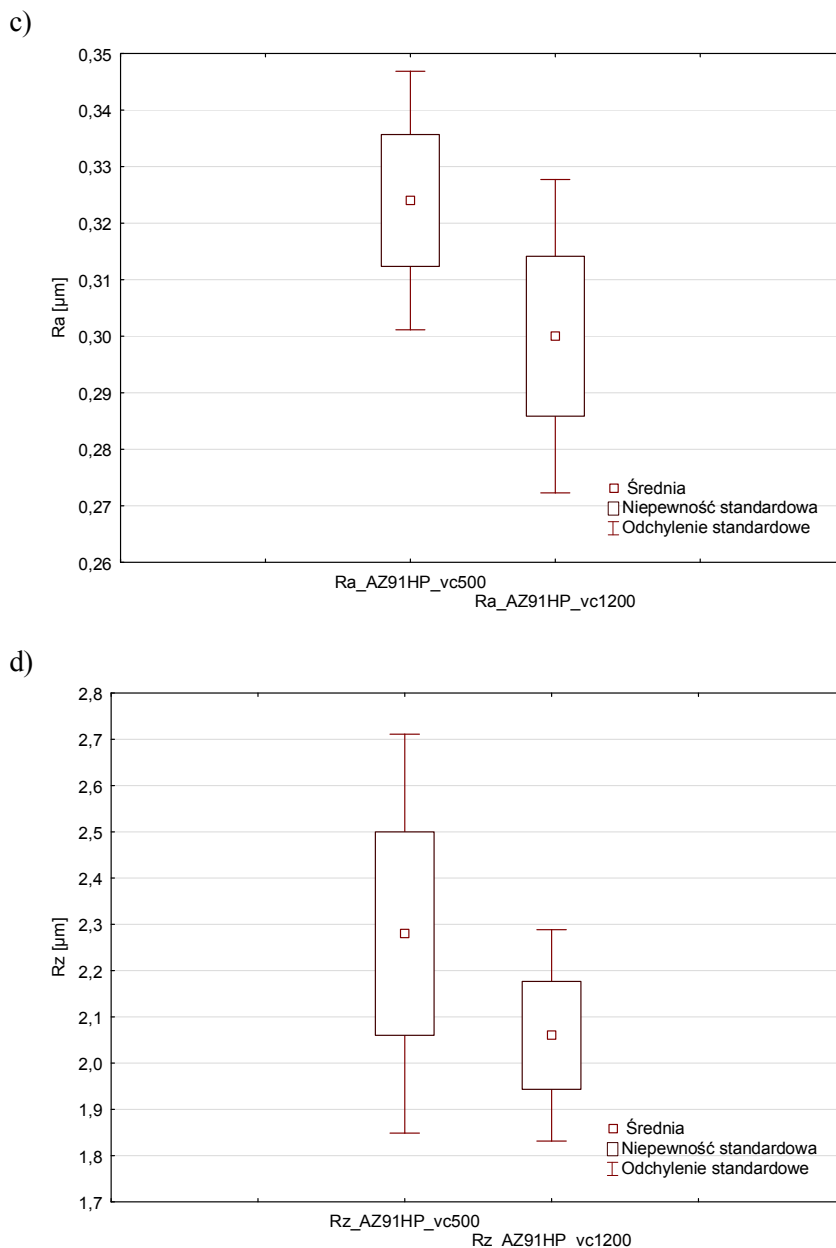 c)
0,35
0,34
0,33
0,32
0,31
0,30
0,29
0,28
0,27
0,26
Ra [µm]
Średnia
Niepewność standardowa
Odchylenie standardowe
Ra_AZ91HP_vc500
Ra_AZ91HP_vc1200
d)
2,8
2,7
2,6
2,5
2,4
2,3
2,2
2,1
2,0
1,9
1,8
1,7
Rz [µm]
Średnia
Niepewność standardowa
Odchylenie standardowe
Rz_AZ91HP_vc500
Rz_AZ91HP_vc1200